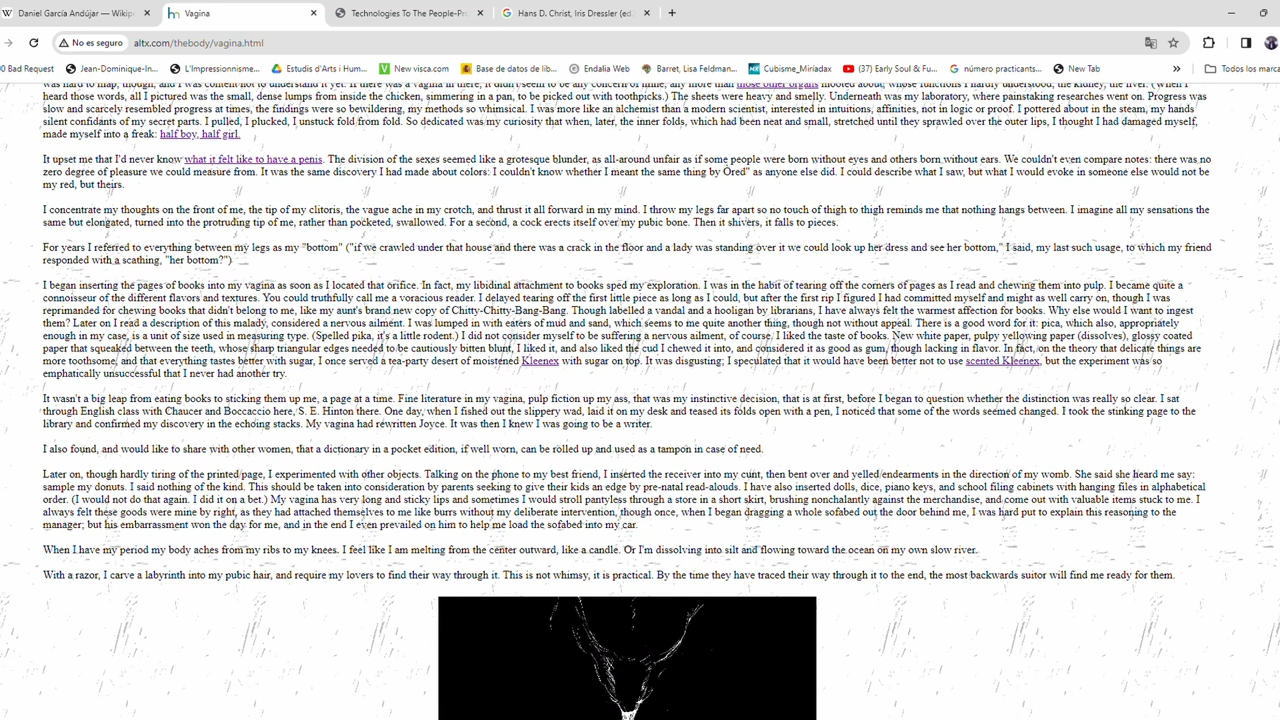 Daniel García Andújar — Wikip
Vagina
Technologies To The People-Pr
Hans D. Christ, Iris Dressler (ed.
No es seguro
altx.com/thebody/vagina.html
00 Bad Request Jean-Dominique-In... L'Impressionnisme... Estudis d'Arts i Hum... New visca.com Base de datos de lib... Endalia Web Barret, Lisa Feldman... Cubisme_Miríadax (37) Early Soul & Fu... número practicants... New Tab » Todos los marca
heard those words, all I pictured was the small, dense lumps from inside the chicken, simmering in a pan, to be picked out with toothpicks.) The sheets were heavy and smelly. Underneath was my laboratory, where painstaking researches went on. Progress was
slow and scarcely resembled progress at times, the findings were so bewildering, my methods so whimsical. I was more like an alchemist than a modern scientist, interested in intuitions, affinities, not in logic or proof. I pottered about in the steam, my hands
silent confidants of my secret parts. I pulled, I plucked, I unstuck fold from fold. So dedicated was my curiosity that when, later, the inner folds, which had been neat and small, stretched until they sprawled over the outer lips, I thought I had damaged myself,
made myself into a freak: half boy, half girl.
It upset me that I'd never know what it felt like to have a penis. The division of the sexes seemed like a grotesque blunder, as all-around unfair as if some people were born without eyes and others born without ears. We couldn't even compare notes: there was no
zero degree of pleasure we could measure from. It was the same discovery I had made about colors: I couldn't know whether I meant the same thing by Ored" as anyone else did. I could describe what I saw, but what I would evoke in someone else would not be
my red, but theirs.
I concentrate my thoughts on the front of me, the tip of my clitoris, the vague ache in my crotch, and thrust it all forward in my mind. I throw my legs far apart so no touch of thigh to thigh reminds me that nothing hangs between. I imagine all my sensations the
same but elongated, turned into the protruding tip of me, rather than pocketed, swallowed. For a second, a cock erects itself over my pubic bone. Then it shivers, it falls to pieces.
For years I referred to everything between my legs as my "bottom" ("if we crawled under that house and there was a crack in the floor and a lady was standing over it we could look up her dress and see her bottom," I said, my last such usage, to which my friend
responded with a scathing, "her bottom?")
I began inserting the pages of books into my vagina as soon as I located that orifice. In fact, my libidinal attachment to books sped my exploration. I was in the habit of tearing off the corners of pages as I read and chewing them into pulp. I became quite a
connoisseur of the different flavors and textures. You could truthfully call me a voracious reader. I delayed tearing off the first little piece as long as I could, but after the first rip I figured I had committed myself and might as well carry on, though I was
reprimanded for chewing books that didn't belong to me, like my aunt's brand new copy of Chitty-Chitty-Bang-Bang. Though labelled a vandal and a hooligan by librarians, I have always felt the warmest affection for books. Why else would I want to ingest
them? Later on I read a description of this malady, considered a nervous ailment. I was lumped in with eaters of mud and sand, which seems to me quite another thing, though not without appeal. There is a good word for it: pica, which also, appropriately
enough in my case, is a unit of size used in measuring type. (Spelled pika, it's a little rodent.) I did not consider myself to be suffering a nervous ailment, of course. I liked the taste of books. New white paper, pulpy yellowing paper (dissolves), glossy coated
paper that squeaked between the teeth, whose sharp triangular edges needed to be cautiously bitten blunt, I liked it, and also liked the cud I chewed it into, and considered it as good as gum, though lacking in flavor. In fact, on the theory that delicate things are
more toothsome, and that everything tastes better with sugar, I once served a tea-party desert of moistened Kleenex with sugar on top. It was disgusting; I speculated that it would have been better not to use scented Kleenex, but the experiment was so
emphatically unsuccessful that I never had another try.
It wasn't a big leap from eating books to sticking them up me, a page at a time. Fine literature in my vagina, pulp fiction up my ass, that was my instinctive decision, that is at first, before I began to question whether the distinction was really so clear. I sat
through English class with Chaucer and Boccaccio here, S. E. Hinton there. One day, when I fished out the slippery wad, laid it on my desk and teased its folds open with a pen, I noticed that some of the words seemed changed. I took the stinking page to the
library and confirmed my discovery in the echoing stacks. My vagina had rewritten Joyce. It was then I knew I was going to be a writer.
I also found, and would like to share with other women, that a dictionary in a pocket edition, if well worn, can be rolled up and used as a tampon in case of need.
Later on, though hardly tiring of the printed page, I experimented with other objects. Talking on the phone to my best friend, I inserted the receiver into my cunt, then bent over and yelled endearments in the direction of my womb. She said she heard me say:
sample my donuts. I said nothing of the kind. This should be taken into consideration by parents seeking to give their kids an edge by pre-natal read-alouds. I have also inserted dolls, dice, piano keys, and school filing cabinets with hanging files in alphabetical
order. (I would not do that again. I did it on a bet.) My vagina has very long and sticky lips and sometimes I would stroll pantyless through a store in a short skirt, brushing nonchalantly against the merchandise, and come out with valuable items stuck to me. I
always felt these goods were mine by right, as they had attached themselves to me like burrs without my deliberate intervention, though once, when I began dragging a whole sofabed out the door behind me, I was hard put to explain this reasoning to the
manager; but his embarrassment won the day for me, and in the end I even prevailed on him to help me load the sofabed into my car.
When I have my period my body aches from my ribs to my knees. I feel like I am melting from the center outward, like a candle. Or I'm dissolving into silt and flowing toward the ocean on my own slow river.
With a razor, I carve a labyrinth into my pubic hair, and require my lovers to find their way through it. This is not whimsy, it is practical. By the time they have traced their way through it to the end, the most backwards suitor will find me ready for them.